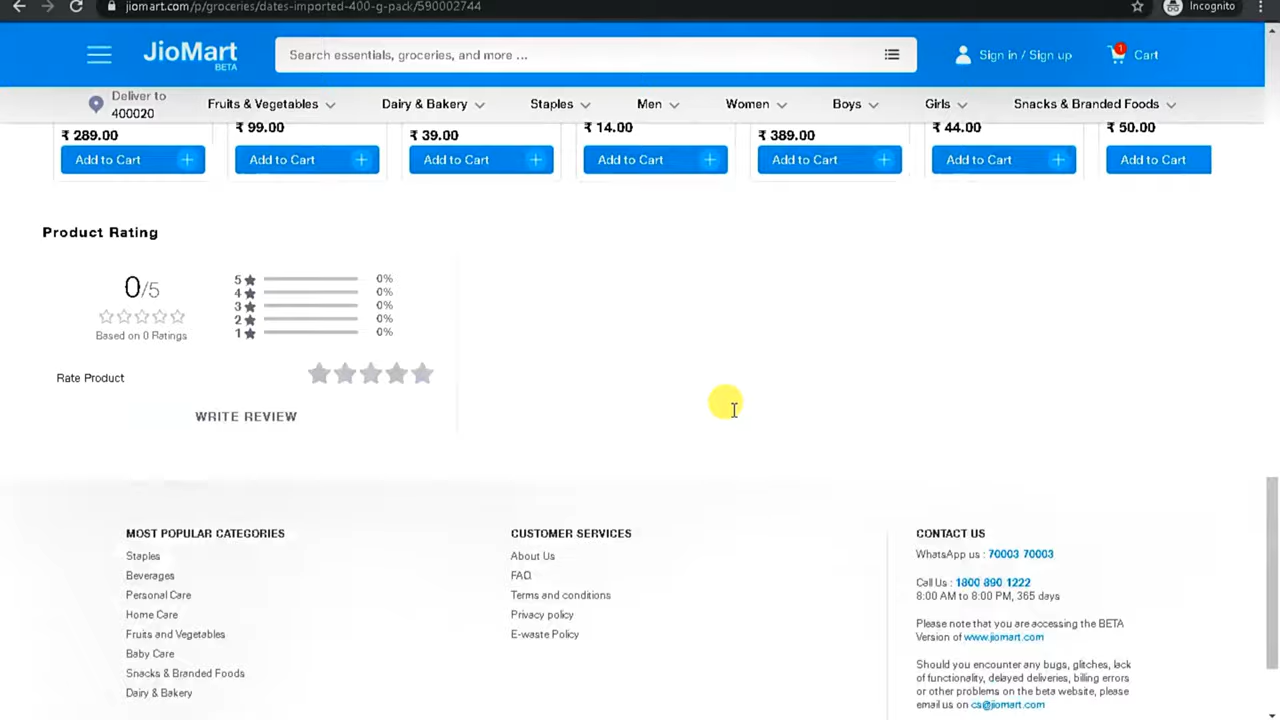 jiomart.com/p/groceries/dates-imported-400-g-pack/590002744
Incognito
JioMart
BETA
Search essentials, groceries, and more ...
Sign in / Sign up
1
Cart
Deliver to
400020
Fruits & Vegetables
Dairy & Bakery
Staples
Men
Women
Boys
Girls
Snacks & Branded Foods
₹ 289.00
₹ 99.00
₹ 39.00
₹ 14.00
₹ 389.00
₹ 44.00
₹ 50.00
Add to Cart +
Add to Cart +
Add to Cart +
Add to Cart +
Add to Cart +
Add to Cart +
Add to Cart
Product Rating
0/5
Based on 0 Ratings
5 ★ 0%
4 ★ 0%
3 ★ 0%
2 ★ 0%
1 ★ 0%
Rate Product
WRITE REVIEW
MOST POPULAR CATEGORIES
Staples
Beverages
Personal Care
Home Care
Fruits and Vegetables
Baby Care
Snacks & Branded Foods
Dairy & Bakery
CUSTOMER SERVICES
About Us
FAQ
Terms and conditions
Privacy policy
E-waste Policy
CONTACT US
WhatsApp us : 70003 70003
Call Us : 1800 890 1222
8:00 AM to 8:00 PM, 365 days
Please note that you are accessing the BETA
Version of www.jiomart.com
Should you encounter any bugs, glitches, lack
of functionality, delayed deliveries, billing errors
or other problems on the beta website, please
email us on cs@jiomart.com